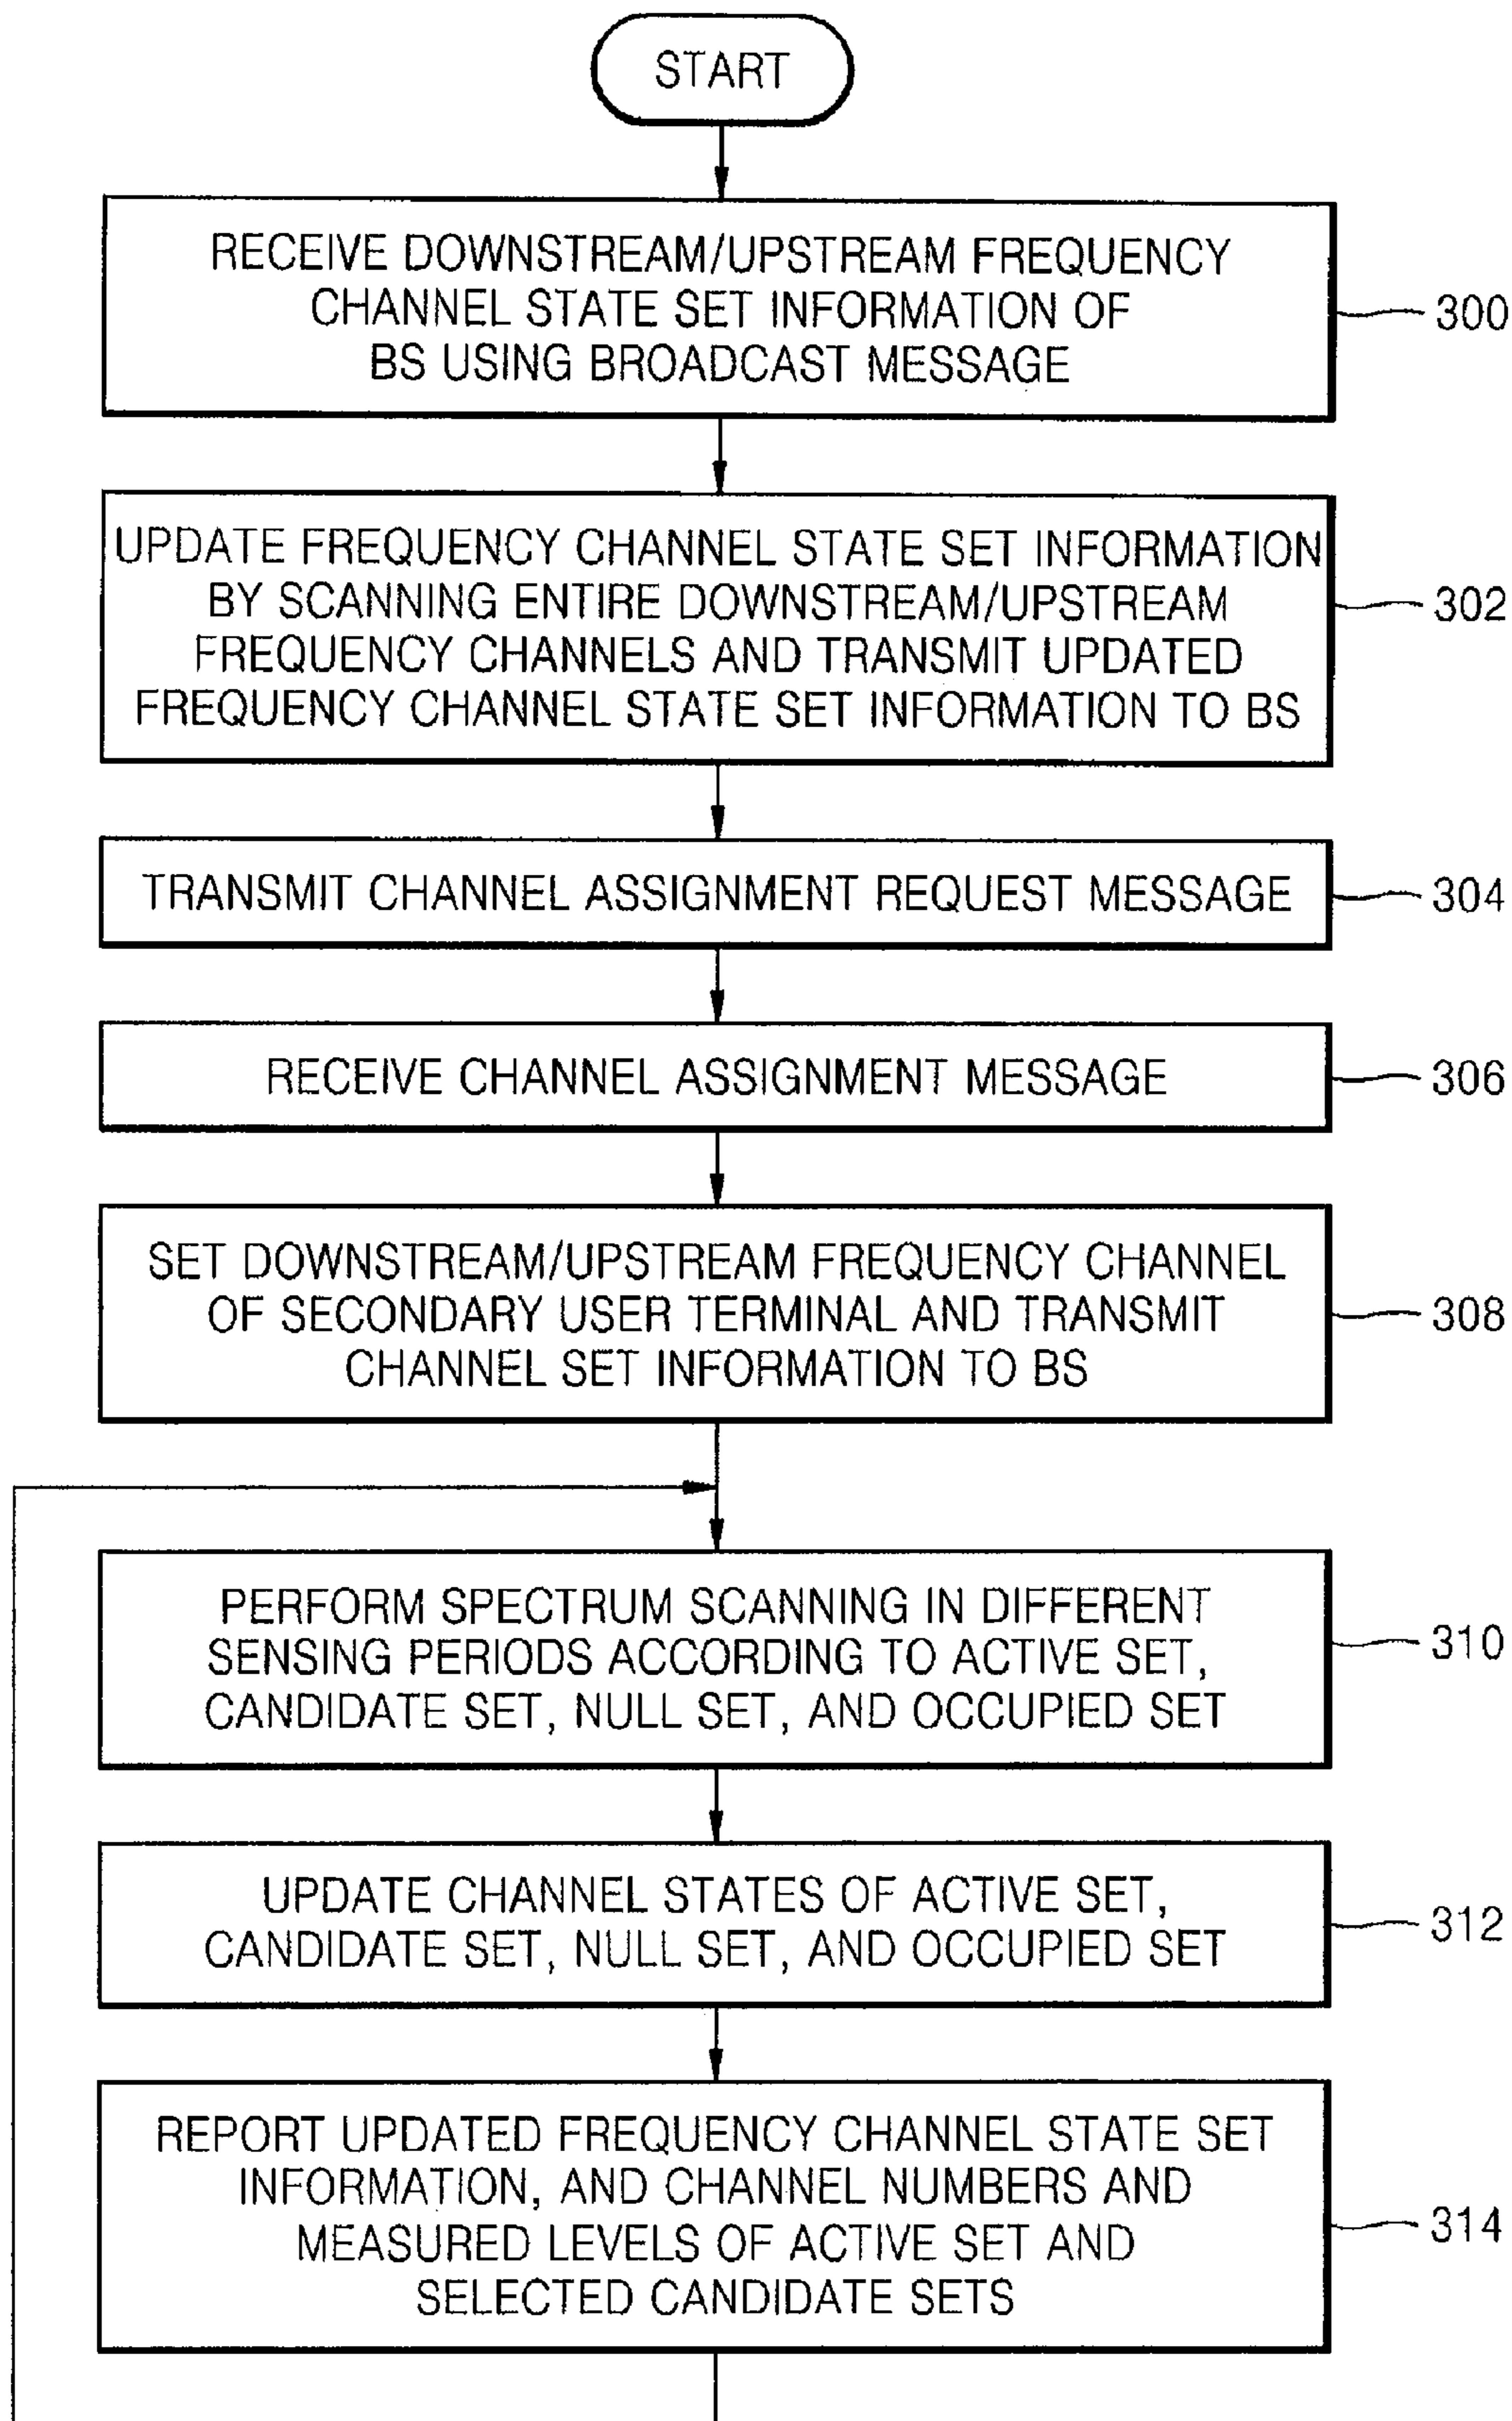 START
RECEIVE DOWNSTREAM/UPSTREAM FREQUENCY
CHANNEL STATE SET INFORMATION OF
BS USING BROADCAST MESSAGE
300
UPDATE FREQUENCY CHANNEL STATE SET INFORMATION
BY SCANNING ENTIRE DOWNSTREAM/UPSTREAM
FREQUENCY CHANNELS AND TRANSMIT UPDATED
FREQUENCY CHANNEL STATE SET INFORMATION TO BS
302
TRANSMIT CHANNEL ASSIGNMENT REQUEST MESSAGE
304
RECEIVE CHANNEL ASSIGNMENT MESSAGE
306
SET DOWNSTREAM/UPSTREAM FREQUENCY CHANNEL
OF SECONDARY USER TERMINAL AND TRANSMIT
CHANNEL SET INFORMATION TO BS
308
PERFORM SPECTRUM SCANNING IN DIFFERENT
SENSING PERIODS ACCORDING TO ACTIVE SET,
CANDIDATE SET, NULL SET, AND OCCUPIED SET
310
UPDATE CHANNEL STATES OF ACTIVE SET,
CANDIDATE SET, NULL SET, AND OCCUPIED SET
312
REPORT UPDATED FREQUENCY CHANNEL STATE SET
INFORMATION, AND CHANNEL NUMBERS AND
MEASURED LEVELS OF ACTIVE SET AND
SELECTED CANDIDATE SETS
314